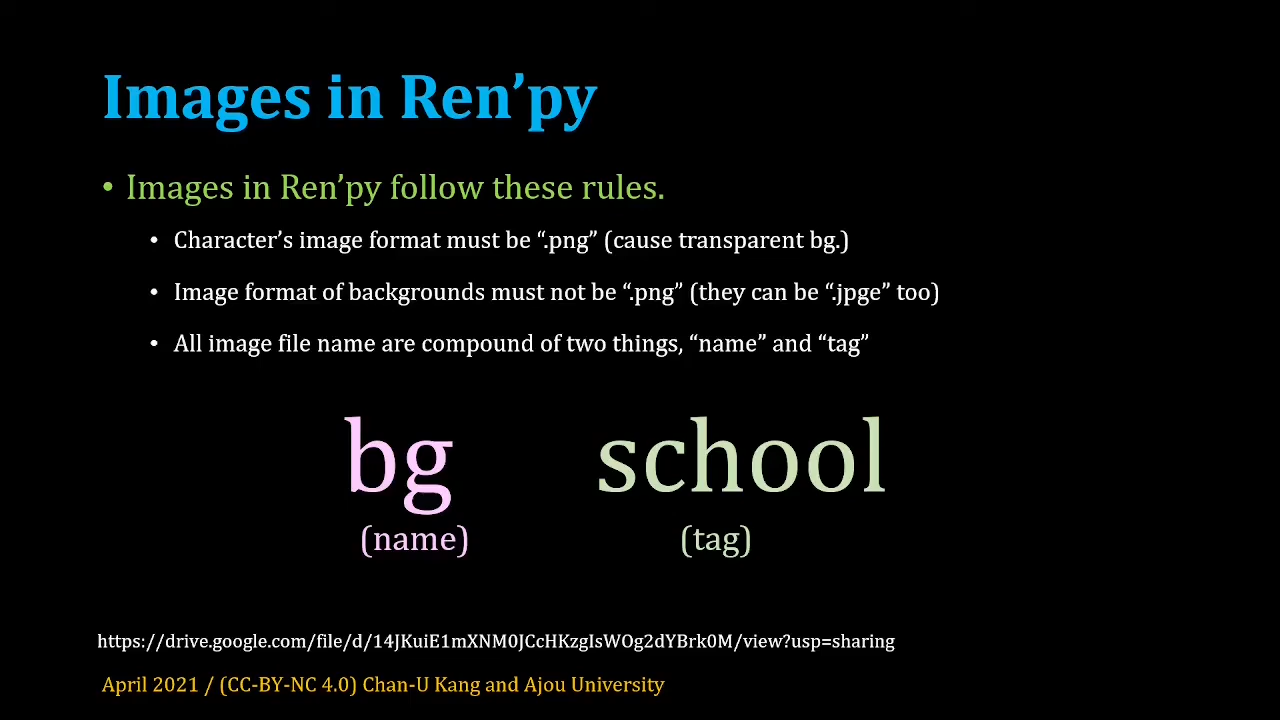 Images in Ren’py
• Images in Ren’py follow these rules.
• Character’s image format must be “.png” (cause transparent bg.)
• Image format of backgrounds must not be “.png” (they can be “.jpge” too)
• All image file name are compound of two things, “name” and “tag”
bg school
(name) (tag)
https://drive.google.com/file/d/14JKuiE1mXNM0JCcHKzgIsWOg2dYBrk0M/view?usp=sharing
April 2021 / (CC-BY-NC 4.0) Chan-U Kang and Ajou University